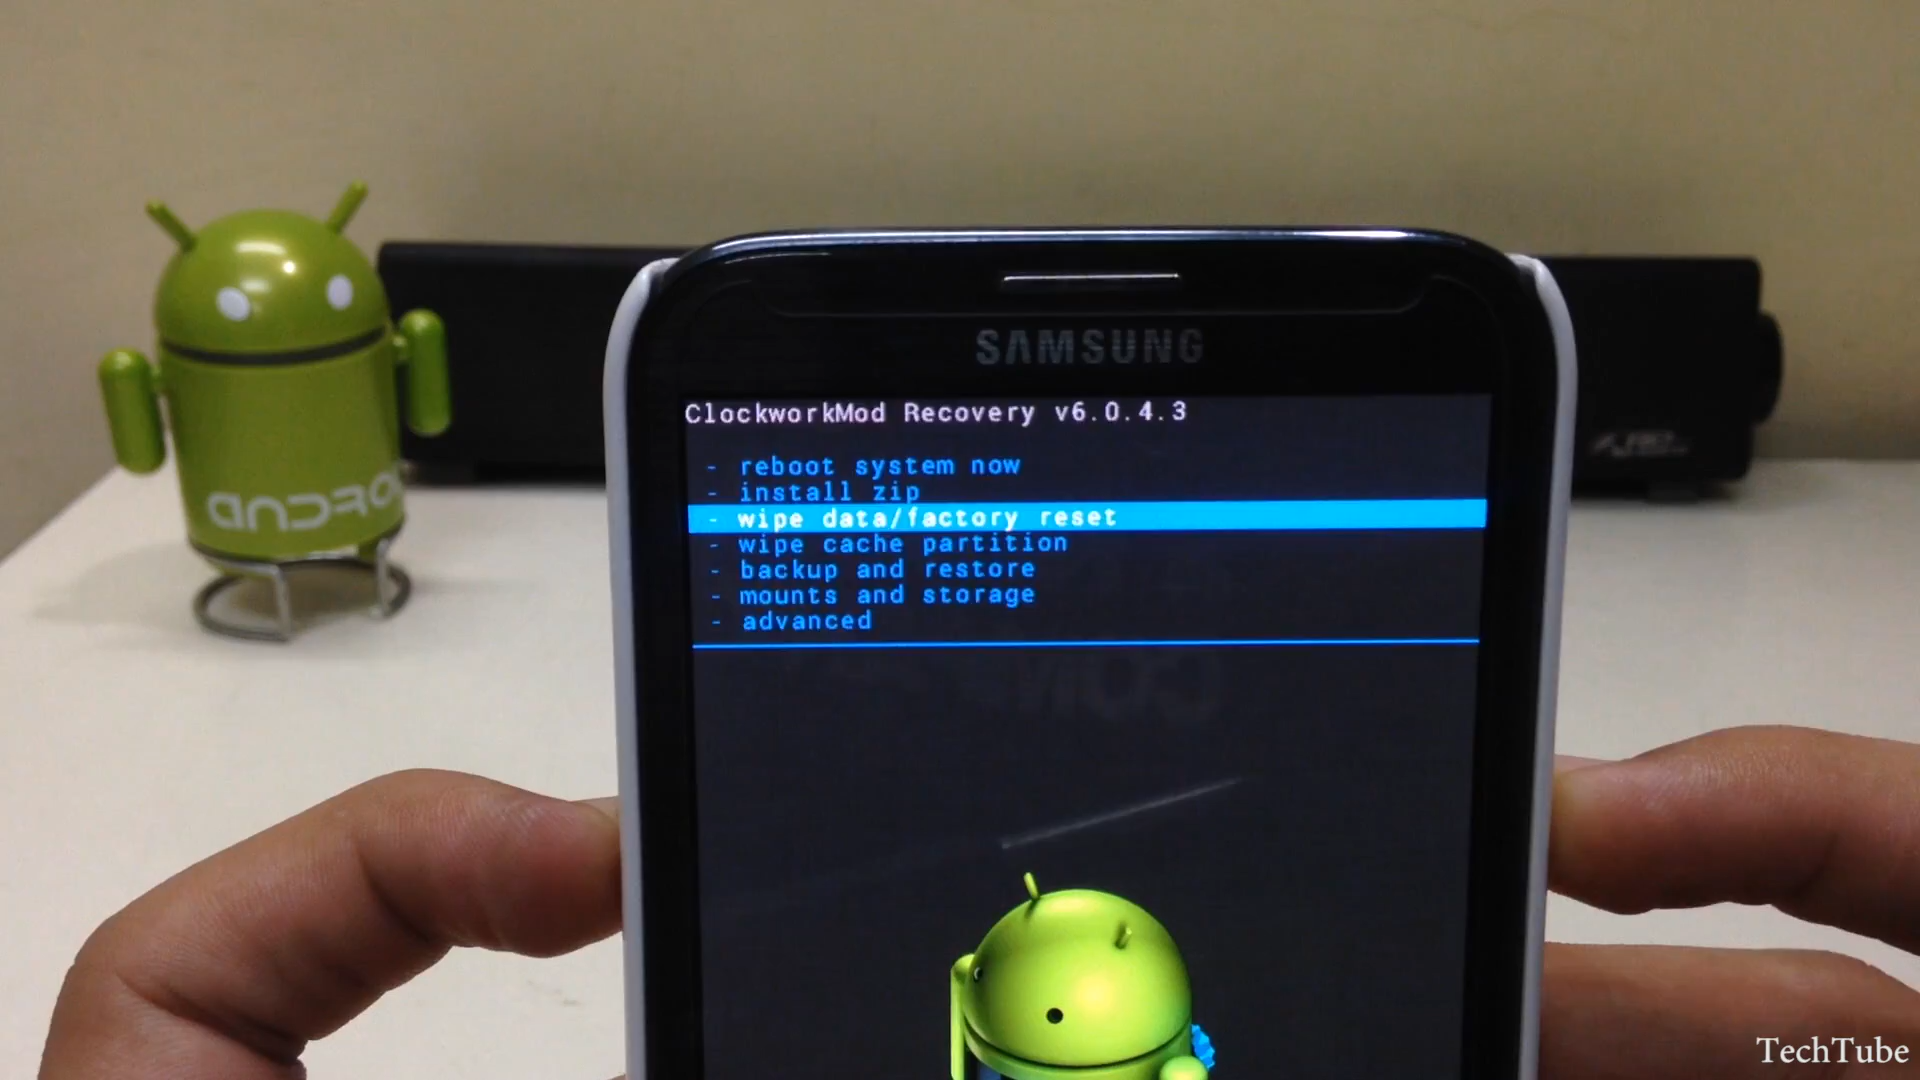 SAMSUNG
ClockworkMod Recovery v6.0.4.3
- reboot system now
- install zip
- wipe data/factory reset
- wipe cache partition
- backup and restore
- mounts and storage
- advanced
ANDRO
TechTube